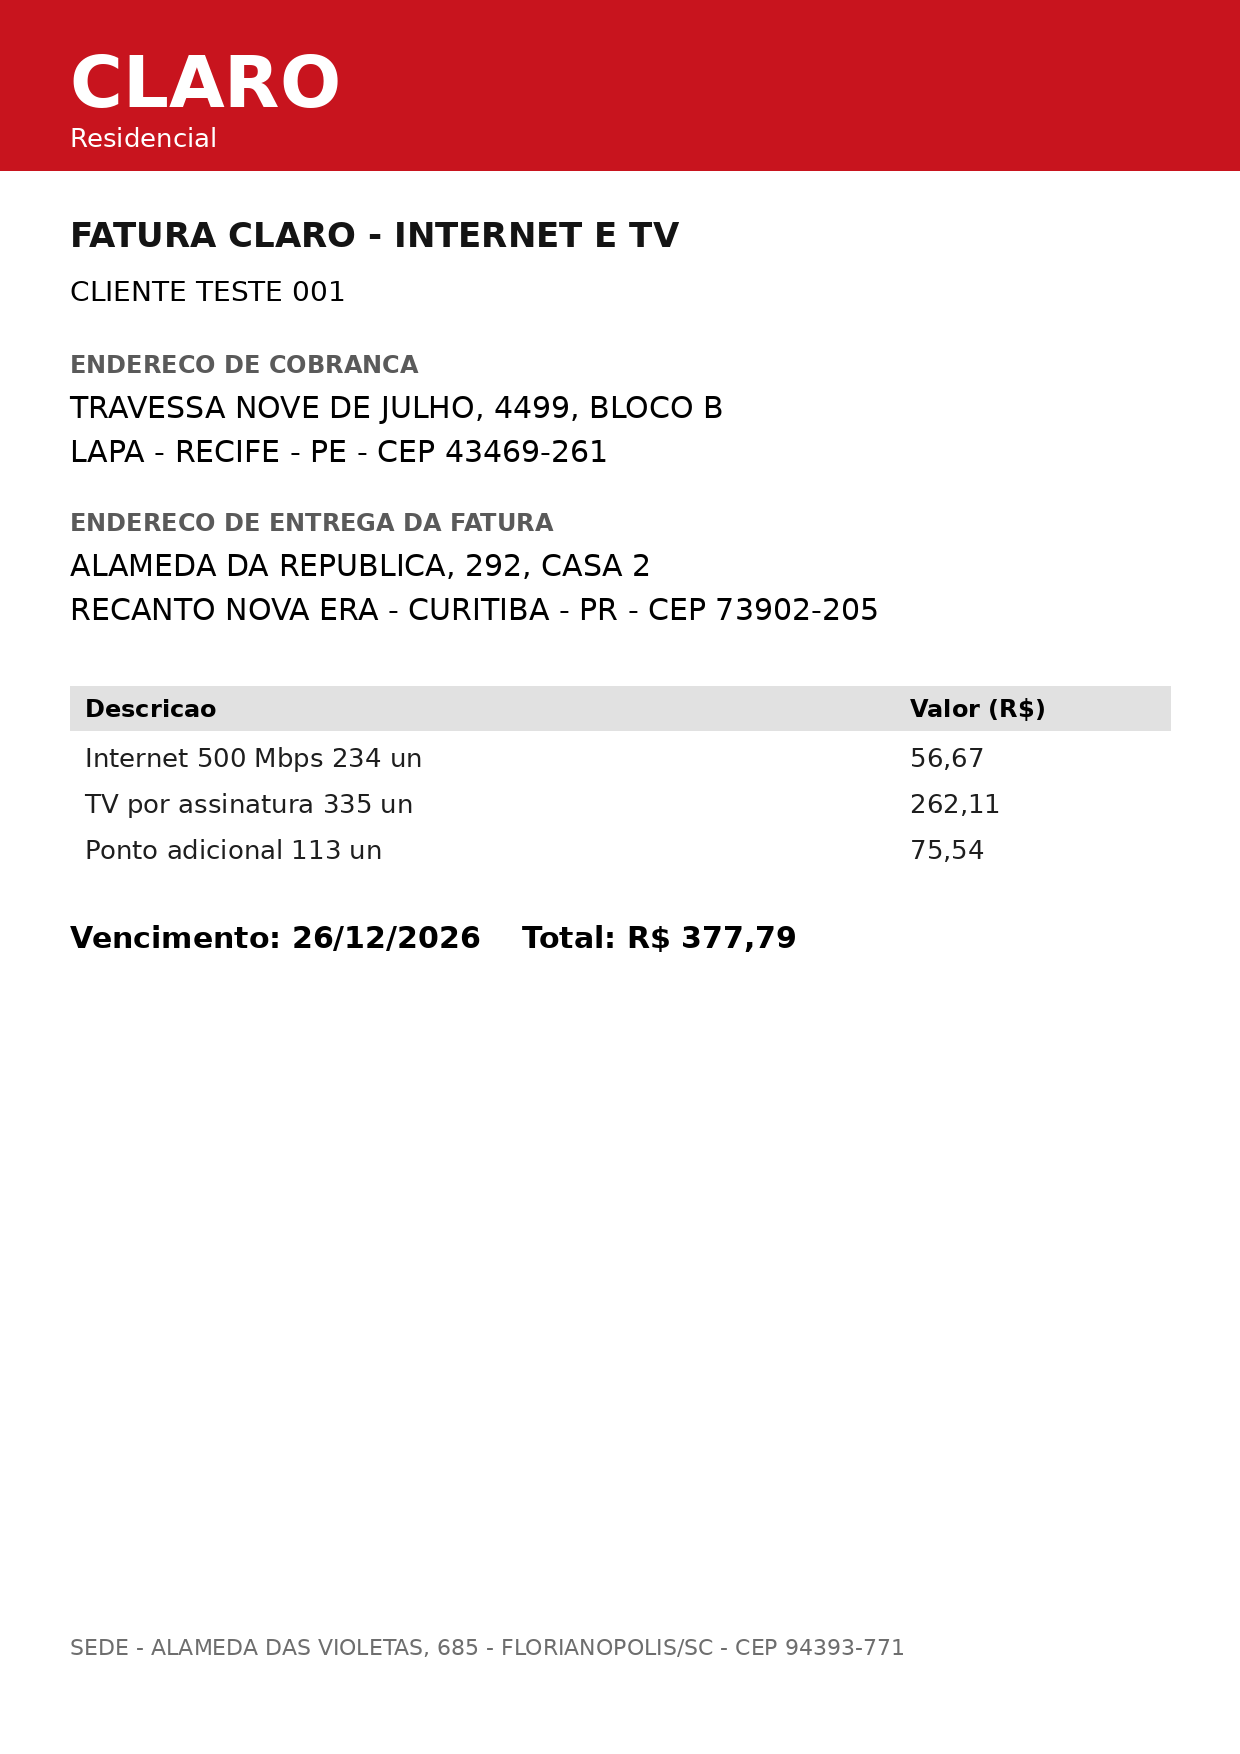 CLARO
Residencial
FATURA CLARO - INTERNET E TV
CLIENTE TESTE 001
ENDERECO DE COBRANCA
TRAVESSA NOVE DE JULHO, 4499, BLOCO B
LAPA - RECIFE - PE - CEP 43469-261
ENDERECO DE ENTREGA DA FATURA
ALAMEDA DA REPUBLICA, 292, CASA 2
RECANTO NOVA ERA - CURITIBA - PR - CEP 73902-205
Descricao Valor (R$)
Internet 500 Mbps 234 un 56,67
TV por assinatura 335 un 262,11
Ponto adicional 113 un 75,54
Vencimento: 26/12/2026 Total: R$ 377,79
SEDE - ALAMEDA DAS VIOLETAS, 685 - FLORIANOPOLIS/SC - CEP 94393-771